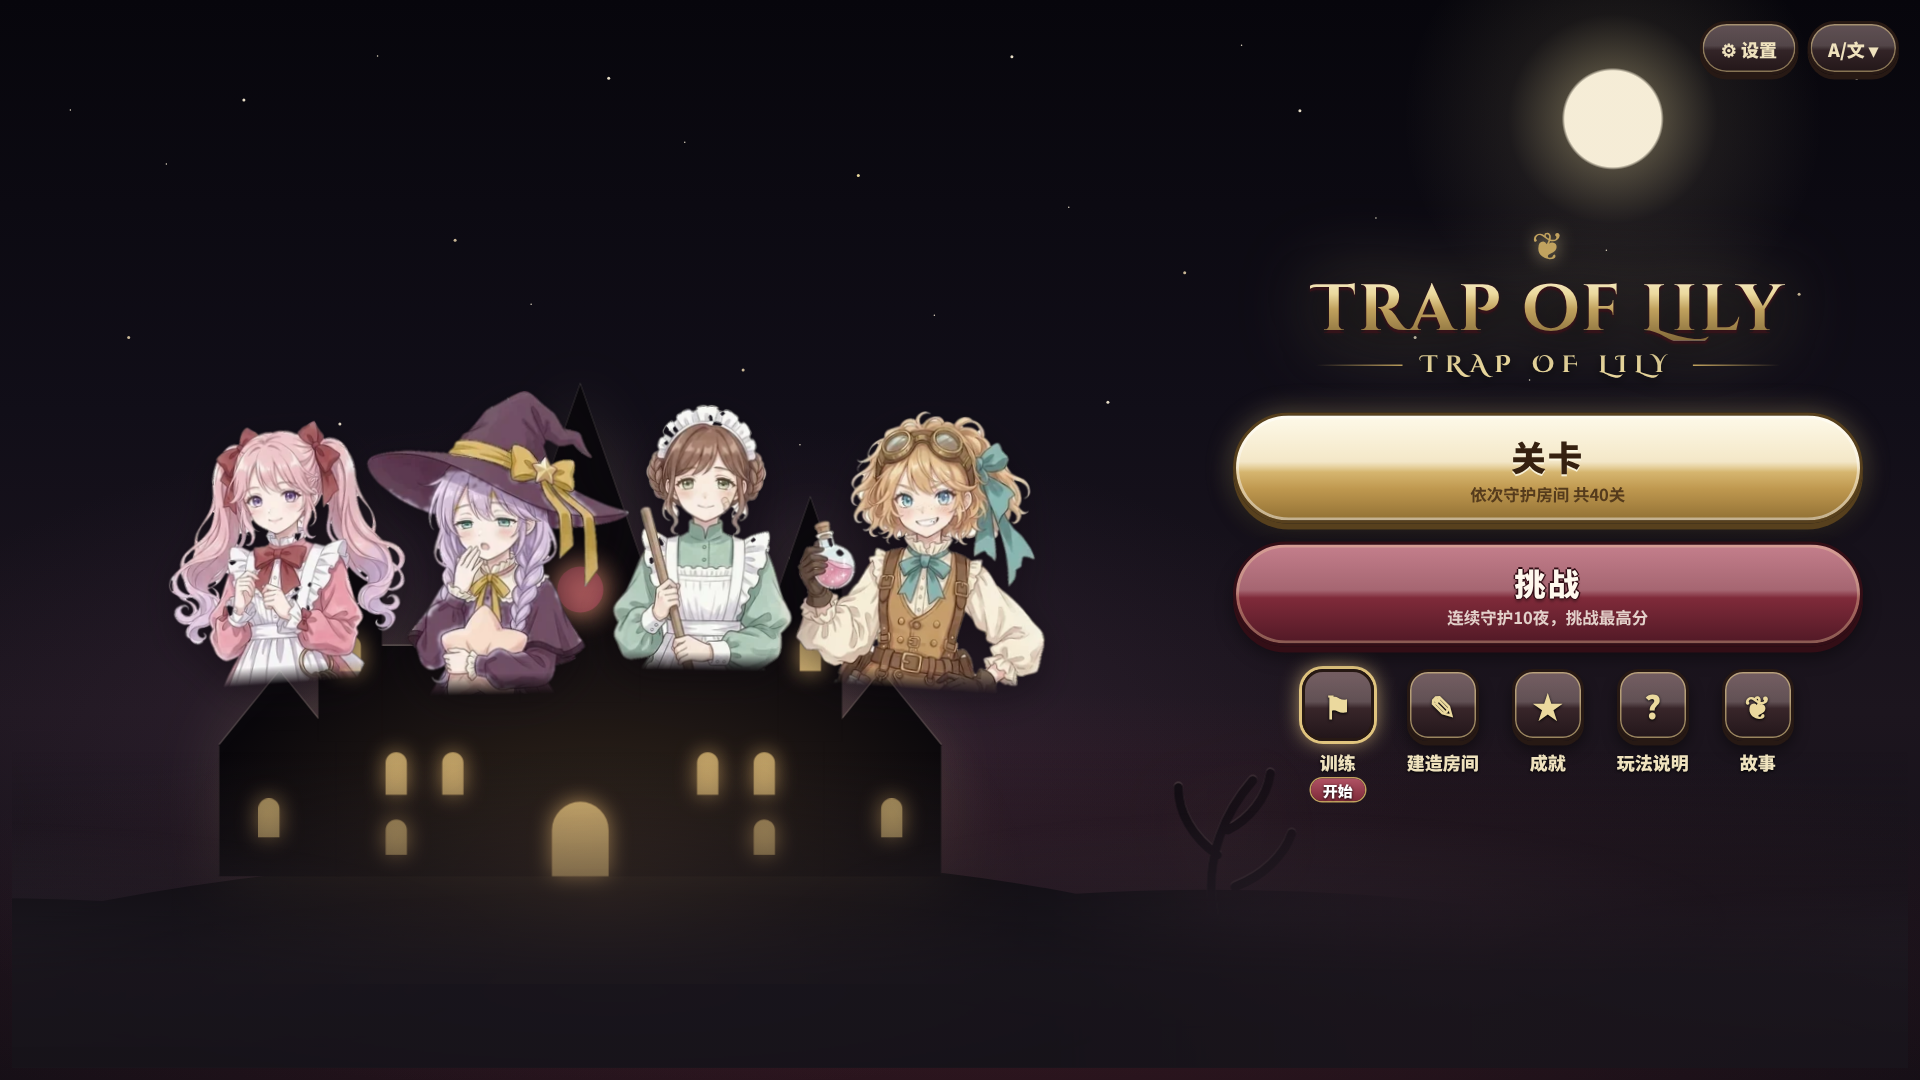 ⚙ 设置
A/文 ▾
TRAP OF LILY
TRAP OF LILY
关卡
依次守护房间 共40关
挑战
连续守护10夜，挑战最高分
?
训练
建造房间
成就
玩法说明
故事
开始